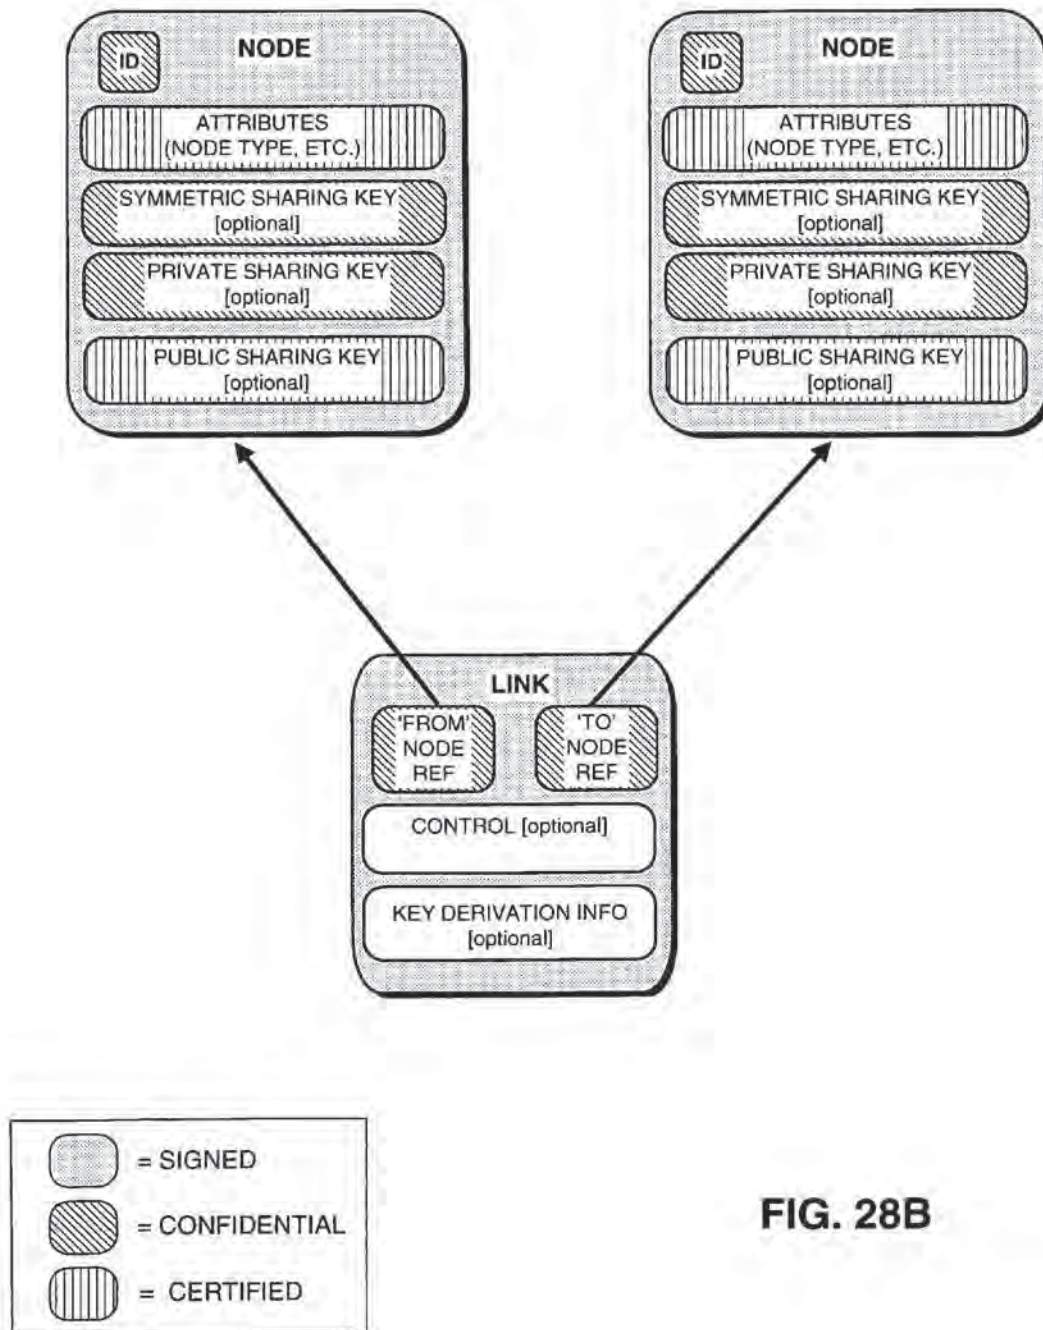 NODE
ID
ATTRIBUTES
(NODE TYPE, ETC.)
SYMMETRIC SHARING KEY
[optional]
PRIVATE SHARING KEY
[optional]
PUBLIC SHARING KEY
[optional]
NODE
ID
ATTRIBUTES
(NODE TYPE, ETC.)
SYMMETRIC SHARING KEY
[optional]
PRIVATE SHARING KEY
[optional]
PUBLIC SHARING KEY
[optional]
LINK
'FROM'
NODE
REF
'TO'
NODE
REF
CONTROL [optional]
KEY DERIVATION INFO
[optional]
= SIGNED
= CONFIDENTIAL
= CERTIFIED
FIG. 28B